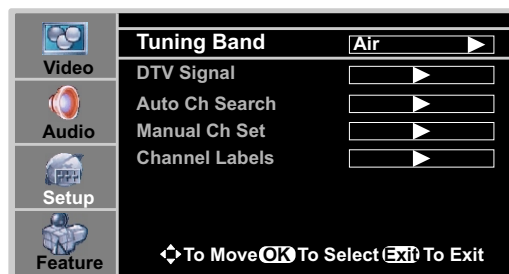 Video
Audio
Setup
Feature
Tuning Band Air
DTV Signal
Auto Ch Search
Manual Ch Set
Channel Labels
To Move OK To Select Exit To Exit